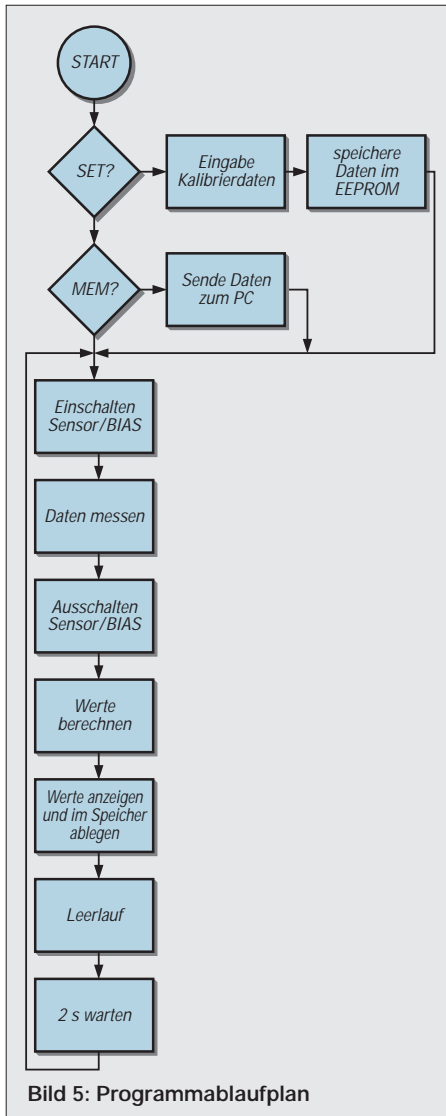 START
SET?
Eingabe
Kalibrierdaten
speichere
Daten im
EEPROM
MEM?
Sende Daten
zum PC
Einschalten
Sensor/BIAS
Daten messen
Ausschalten
Sensor/BIAS
Werte
berechnen
Werte anzeigen
und im Speicher
ablegen
Leerlauf
2 s warten
Bild 5: Programmablaufplan